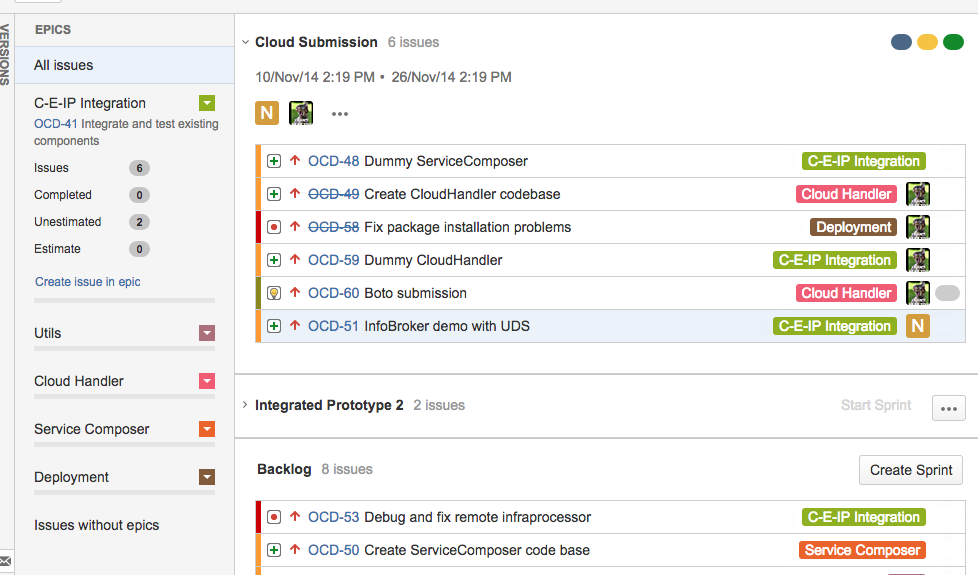 VERSIONS
EPICS
All issues
C-E-IP Integration
OCD-41 Integrate and test existing
components
Issues 6
Completed 0
Unestimated 2
Estimate 0
Create issue in epic
Utils
Cloud Handler
Service Composer
Deployment
Issues without epics
Cloud Submission 6 issues
10/Nov/14 2:19 PM • 26/Nov/14 2:19 PM
N
OCD-48 Dummy ServiceComposer C-E-IP Integration
OCD-49 Create CloudHandler codebase Cloud Handler
OCD-58 Fix package installation problems Deployment
OCD-59 Dummy CloudHandler C-E-IP Integration
OCD-60 Boto submission Cloud Handler
OCD-51 InfoBroker demo with UDS C-E-IP Integration N
Integrated Prototype 2 2 issues Start Sprint
Backlog 8 issues Create Sprint
OCD-53 Debug and fix remote infraprocessor C-E-IP Integration
OCD-50 Create ServiceComposer code base Service Composer